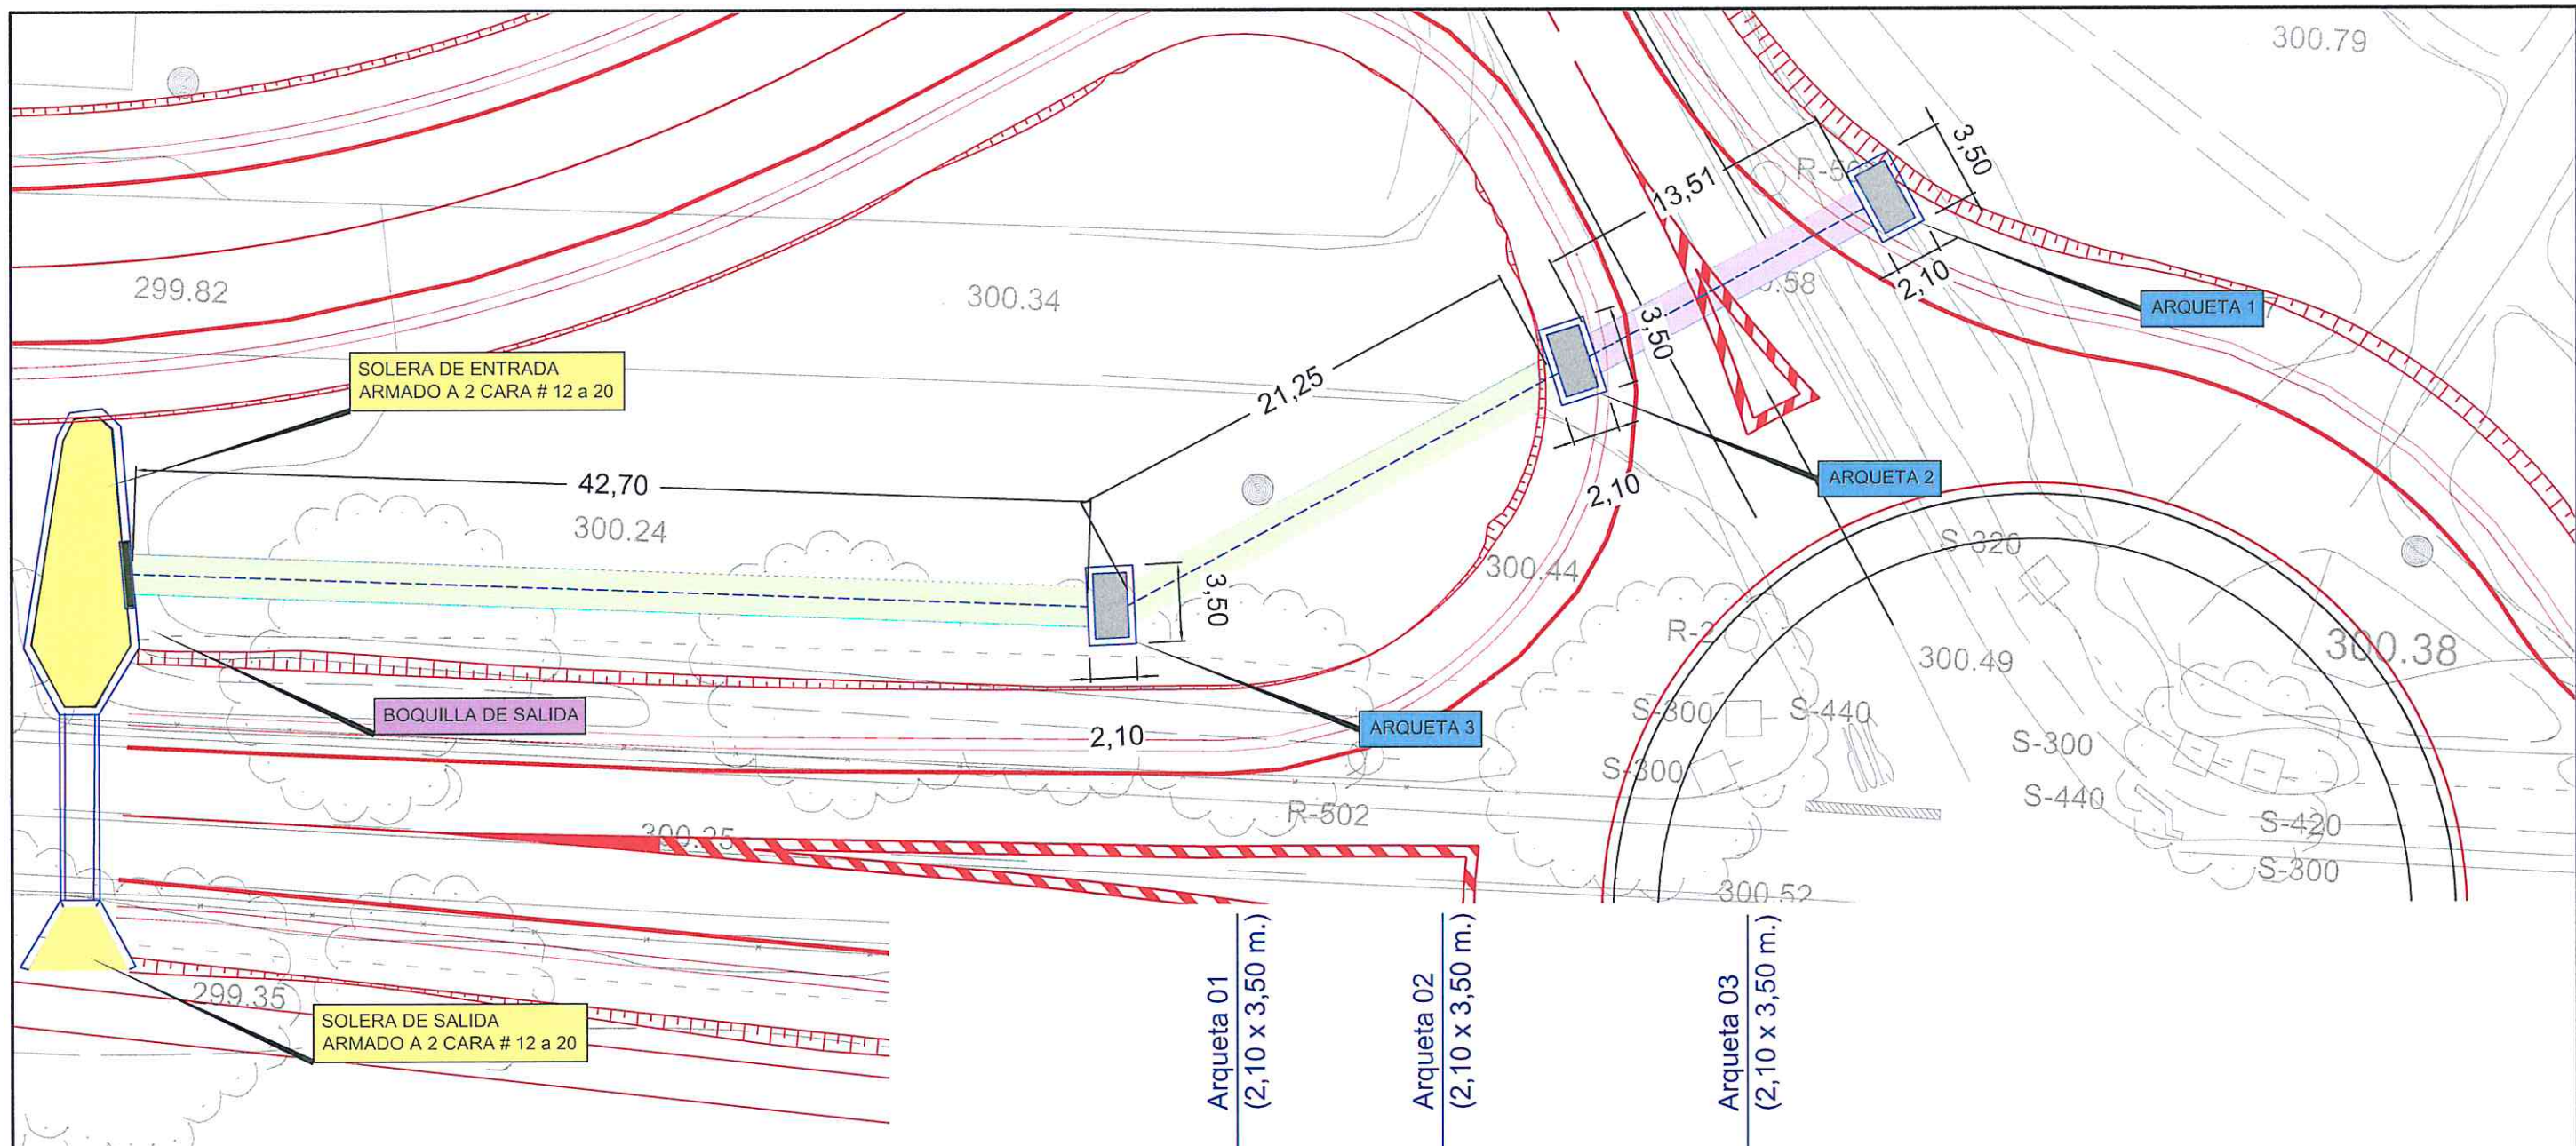 300.79
3,50
13,51
R-50
2,10
ARQUETA 1
299.82
300.34
.58
3,50
SOLERA DE ENTRADA
ARMADO A 2 CARA # 12 a 20
21,25
ARQUETA 2
42,70
2,10
300.24
S-320
300.44
3,50
R-2
300.49
300.38
BOQUILLA DE SALIDA
ARQUETA 3
2,10
S-300
S-440
S-300
S-300
S-440
R-502
S-420
300.25
S-300
300.52
299.35
SOLERA DE SALIDA
ARMADO A 2 CARA # 12 a 20
Arqueta 01
(2,10 x 3,50 m.)
Arqueta 02
(2,10 x 3,50 m.)
Arqueta 03
(2,10 x 3,50 m.)